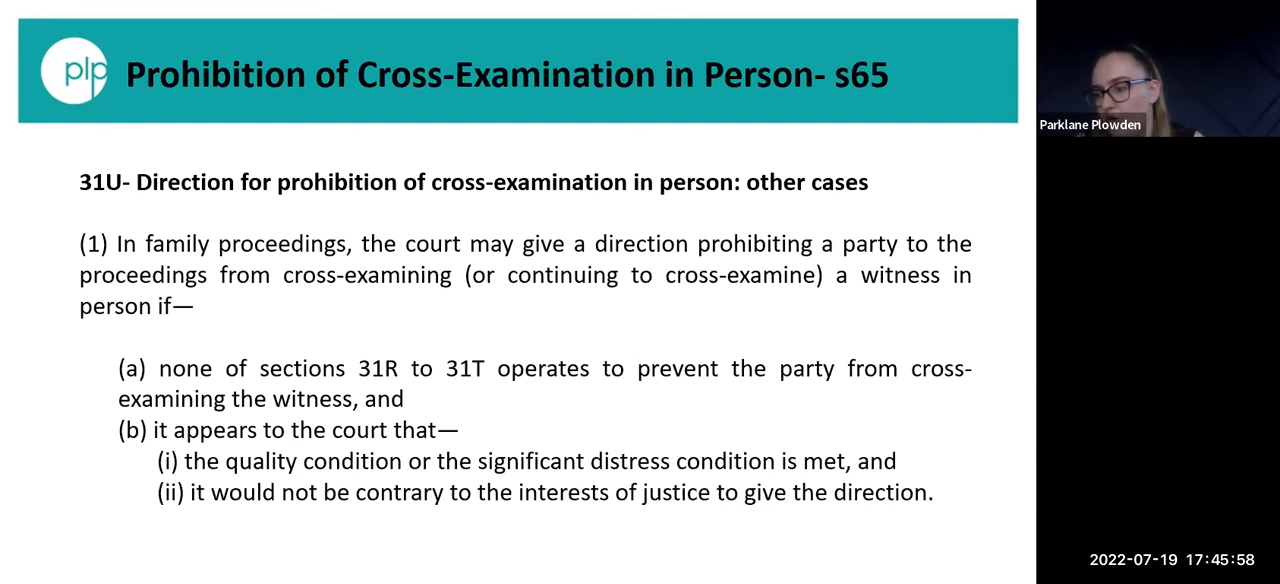 plp Prohibition of Cross-Examination in Person- s65
Parklane Plowden
31U- Direction for prohibition of cross-examination in person: other cases
(1) In family proceedings, the court may give a direction prohibiting a party to the
proceedings from cross-examining (or continuing to cross-examine) a witness in
person if—
(a) none of sections 31R to 31T operates to prevent the party from cross-
examining the witness, and
(b) it appears to the court that—
(i) the quality condition or the significant distress condition is met, and
(ii) it would not be contrary to the interests of justice to give the direction.
2022-07-19 17:45:58